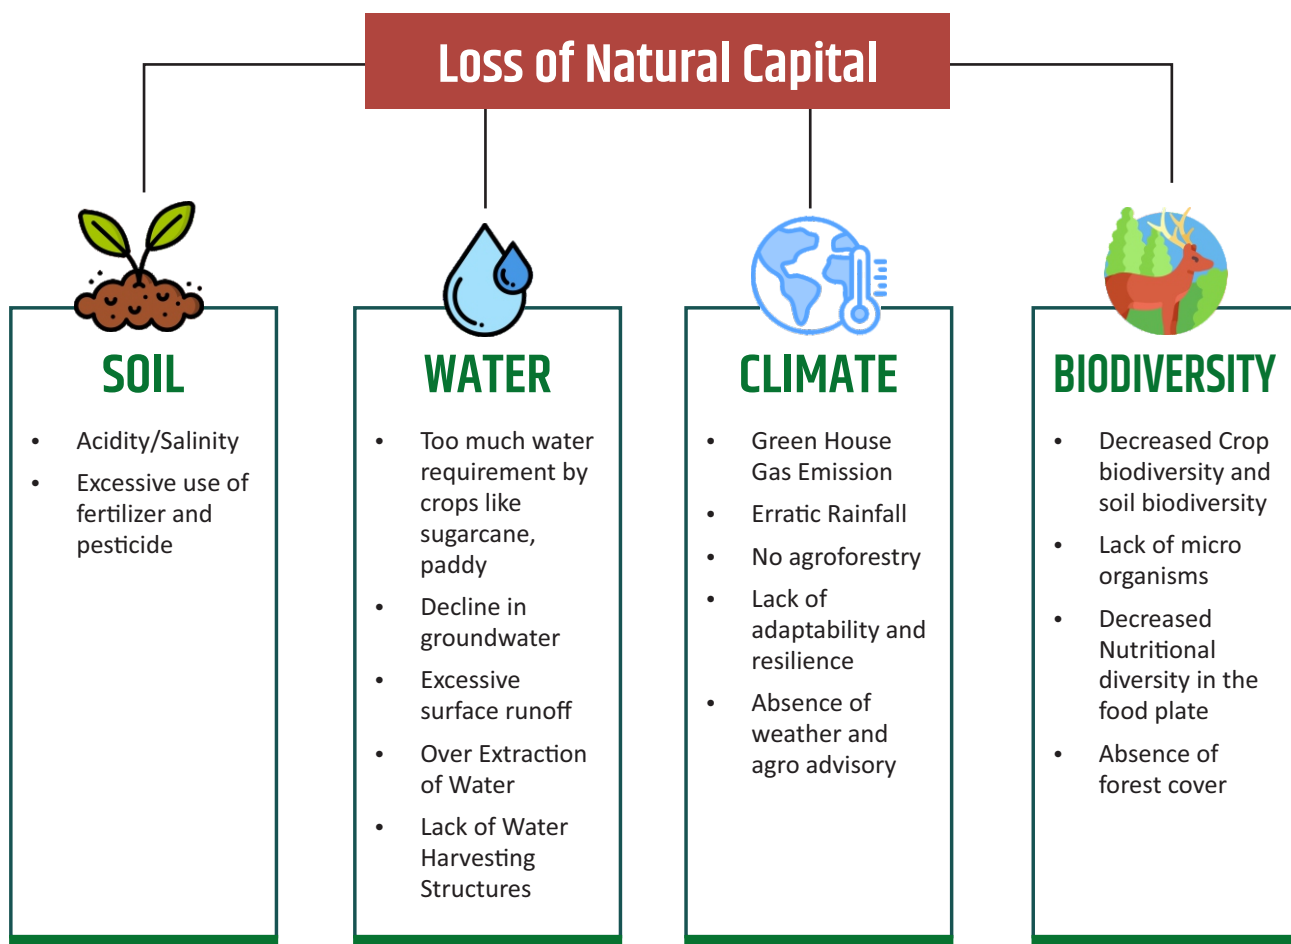 Loss of Natural Capital
SOIL
• Acidity/Salinity
• Excessive use of
fertilizer and
pesticide
WATER
• Too much water
requirement by
crops like
sugarcane,
paddy
• Decline in
groundwater
• Excessive
surface runoff
• Over Extraction
of Water
• Lack of Water
Harvesting
Structures
CLIMATE
• Green House
Gas Emission
• Erratic Rainfall
• No agroforestry
• Lack of
adaptability and
resilience
• Absence of
weather and
agro advisory
BIODIVERSITY
• Decreased Crop
biodiversity and
soil biodiversity
• Lack of micro
organisms
• Decreased
Nutritional
diversity in the
food plate
• Absence of
forest cover